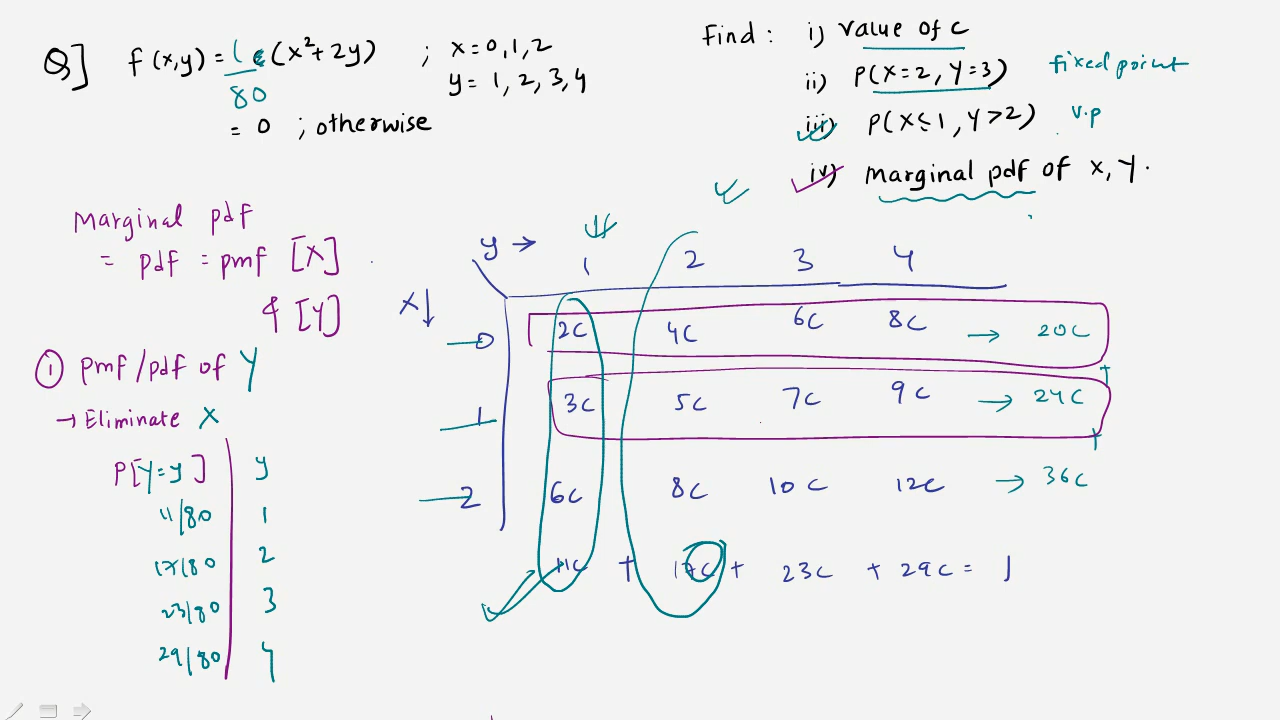 Q] f(x,y) = 1/80 (x² + 2y) ; x = 0,1,2
y = 1, 2, 3, 4
= 0 ; otherwise
Find : i) value of c
ii) P(X=2, Y=3) fixed point
iii) P(X≤1, Y>2) v.p
iv) marginal pdf of x, Y.
Marginal pdf
= pdf = pmf [X]
& [Y]
① pmf/pdf of Y
→ Eliminate X
P[Y=y] y
11/80 1
17/80 2
23/80 3
29/80 4
y →
1 2 3 4
X↓
0 2C 4C 6C 8C → 20C
+
1 3C 5C 7C 9C → 24C
+
2 6C 8C 10C 12C → 36C
11C + 17C + 23C + 29C = 1